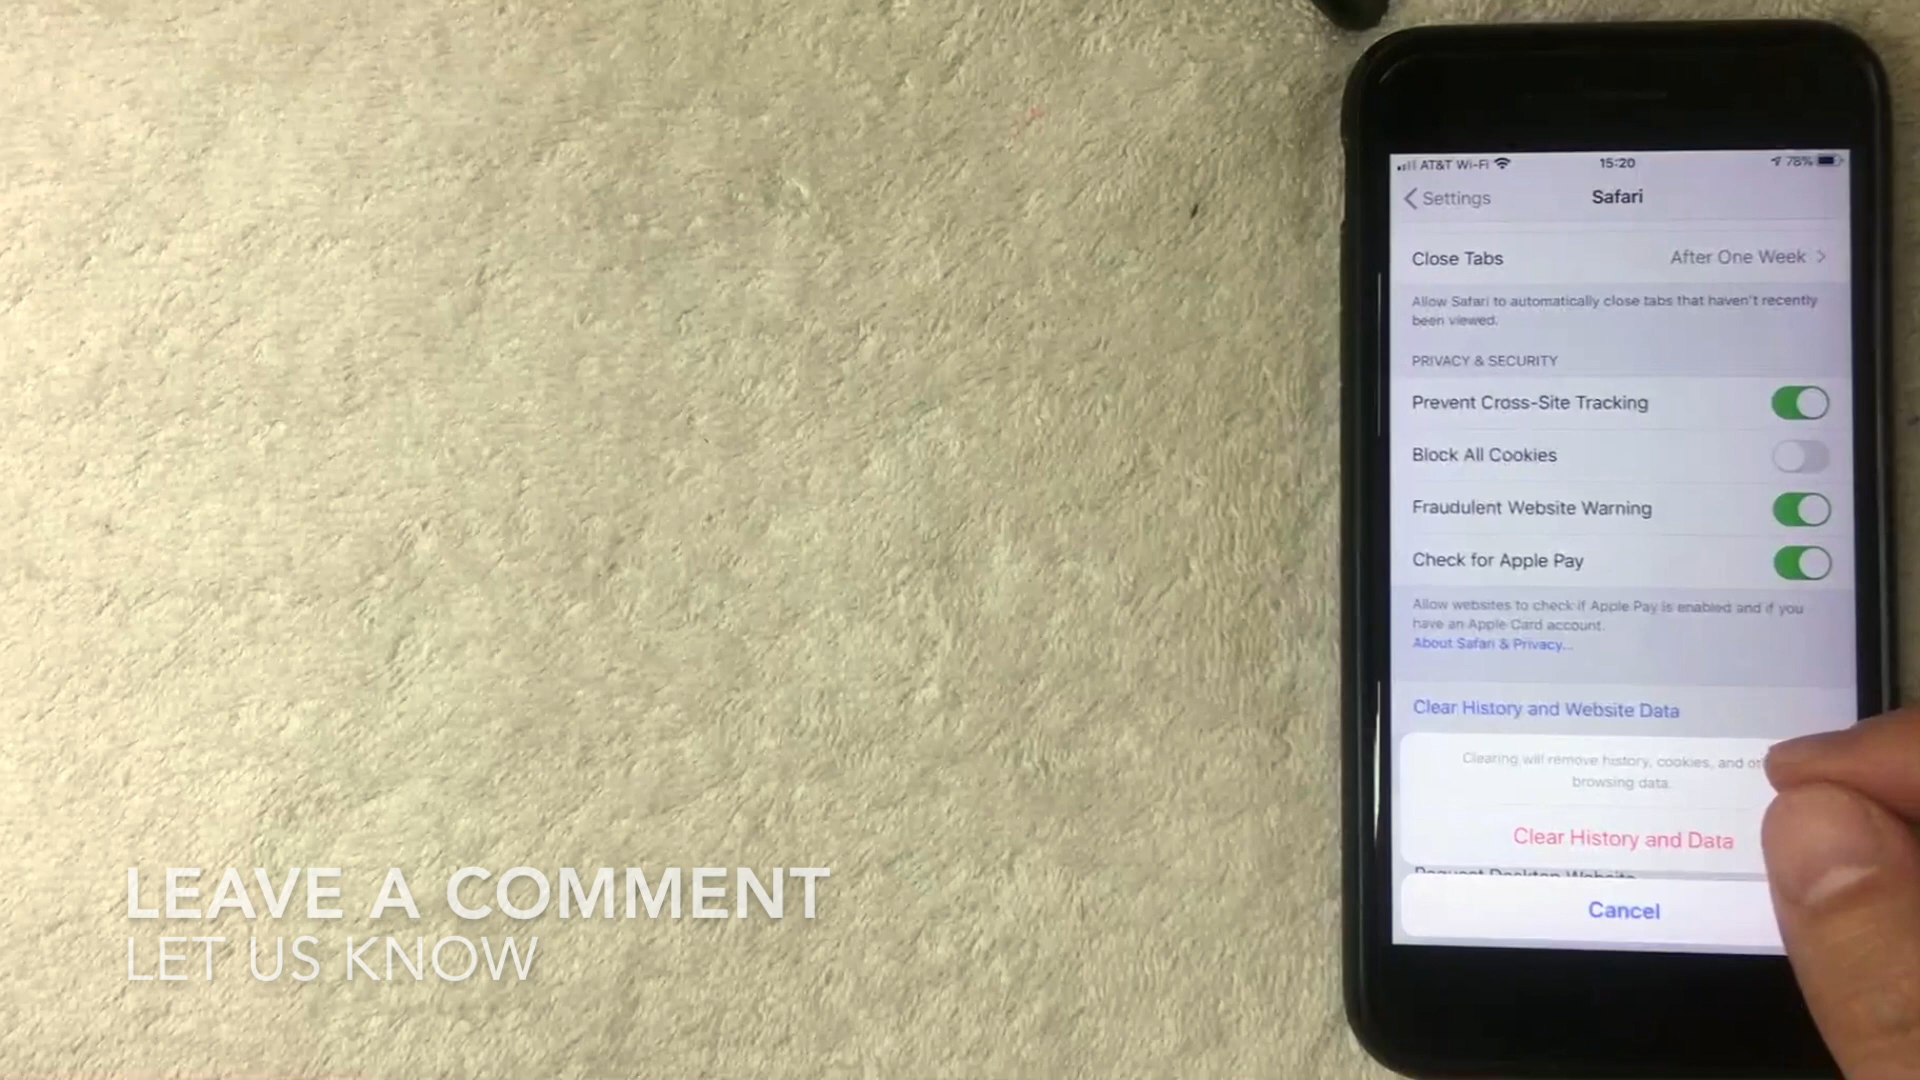 AT&T Wi-Fi 15:20 78%
Settings Safari
Close Tabs After One Week
Allow Safari to automatically close tabs that haven't recently
been viewed.
PRIVACY & SECURITY
Prevent Cross-Site Tracking
Block All Cookies
Fraudulent Website Warning
Check for Apple Pay
Allow websites to check if Apple Pay is enabled and if you
have an Apple Card account.
About Safari & Privacy...
Clear History and Website Data
Clearing will remove history, cookies, and
browsing data.
Clear History and Data
Request Desktop Website
Cancel
LEAVE A COMMENT
LET US KNOW